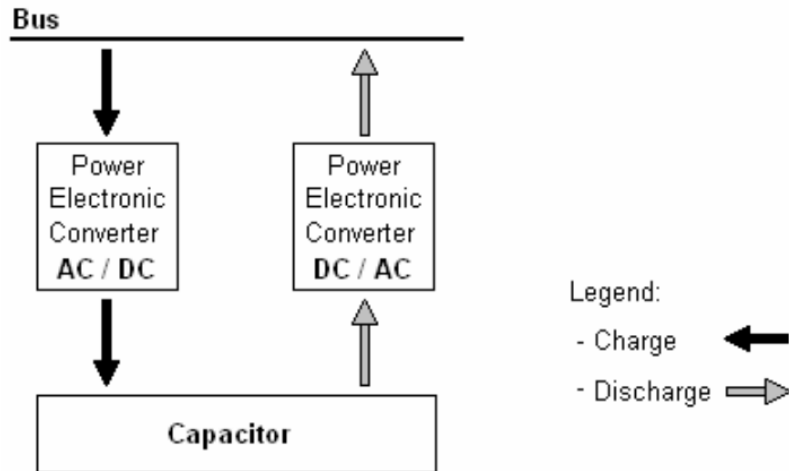 Bus
Power
Electronic
Converter
AC / DC
Power
Electronic
Converter
DC / AC
Capacitor
Legend:
- Charge
- Discharge